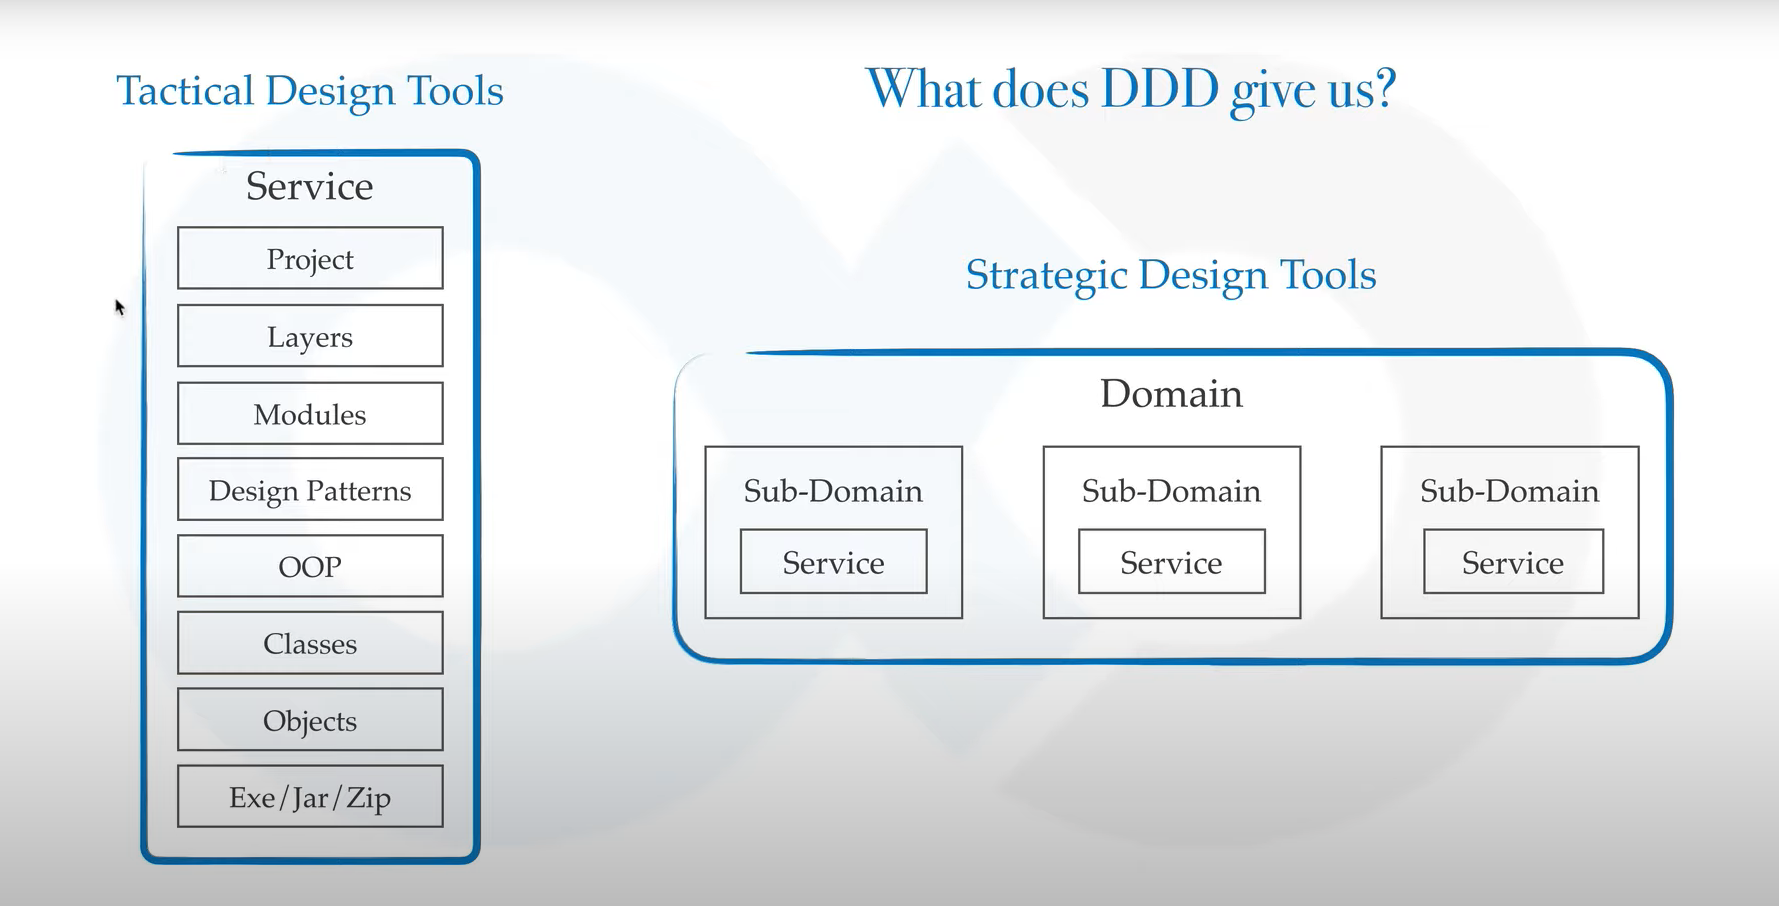 Tactical Design Tools
Service
Project
Layers
Modules
Design Patterns
OOP
Classes
Objects
Exe/Jar/Zip
What does DDD give us?
Strategic Design Tools
Domain
Sub-Domain
Service
Sub-Domain
Service
Sub-Domain
Service